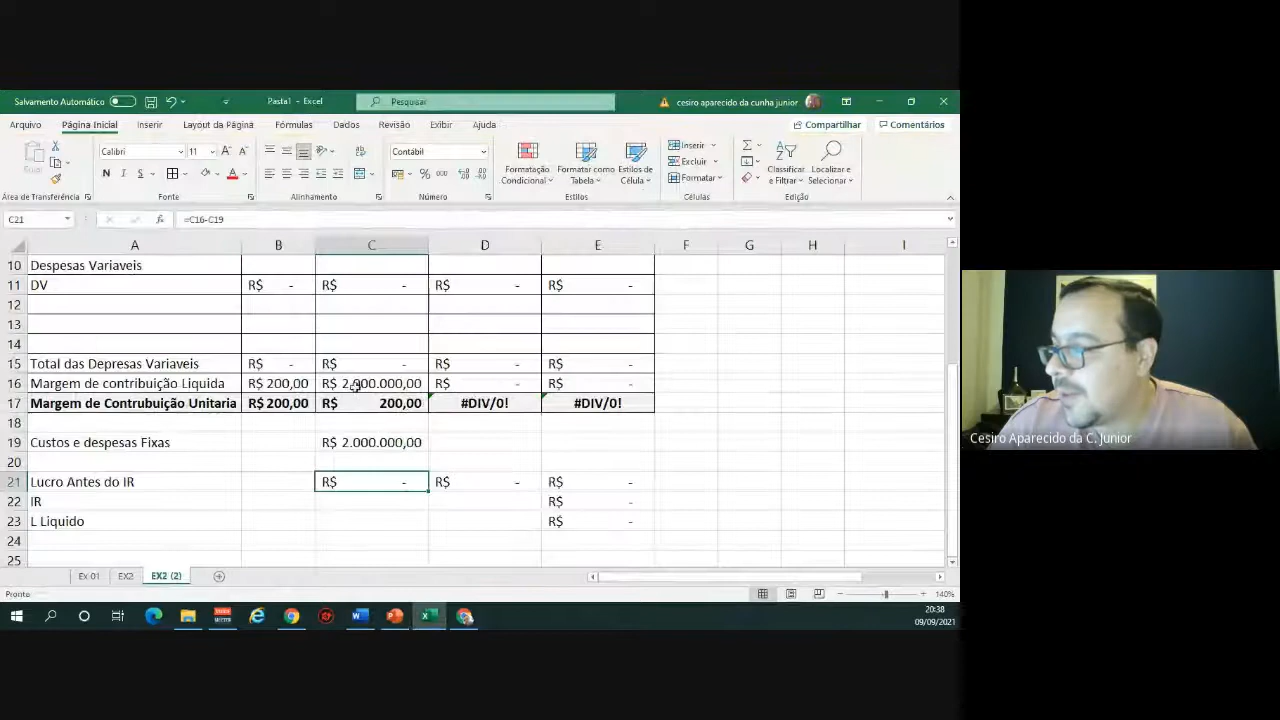 Salvamento Automático
Pasta1 - Excel
Pesquisar
cesiro aparecido da cunha junior
Arquivo Página Inicial Inserir Layout da Página Fórmulas Dados Revisão Exibir Ajuda Compartilhar Comentários
Calibri 11 Contábil Inserir
Excluir
Formatar
Formatação Condicional Formatar como Tabela Estilos de Célula Classificar e Filtrar Localizar e Selecionar
Área de Transferência Fonte Alinhamento Número Estilos Células Edição
C21 fx =C16-C19
A B C D E F G H I
10 Despesas Variaveis
11 DV R$ - R$ - R$ - R$ -
12
13
14
15 Total das Depresas Variaveis R$ - R$ - R$ - R$ -
16 Margem de contribuição Liquida R$ 200,00 R$ 2.000.000,00 R$ - R$ -
17 Margem de Contrubuição Unitaria R$ 200,00 R$ 200,00 #DIV/0! #DIV/0!
18
19 Custos e despesas Fixas R$ 2.000.000,00
20
21 Lucro Antes do IR R$ - R$ - R$ -
22 IR R$ -
23 L Liquido R$ -
24
25
Ex 01 EX2 EX2 (2)
Pronto 140%
20:38
09/09/2021
Cesiro Aparecido da C. Junior